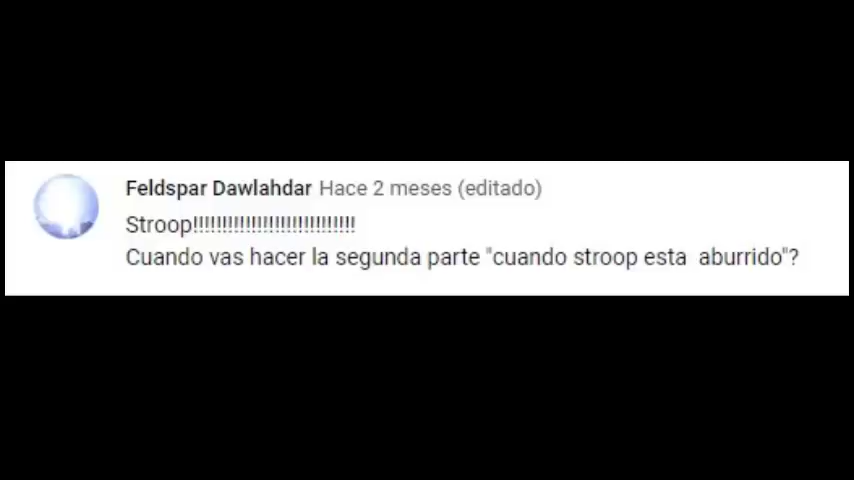 Feldspar Dawlahdar Hace 2 meses (editado)
Stroop!!!!!!!!!!!!!!!!!!!!!!!!!!!!
Cuando vas hacer la segunda parte "cuando stroop esta  aburrido"?